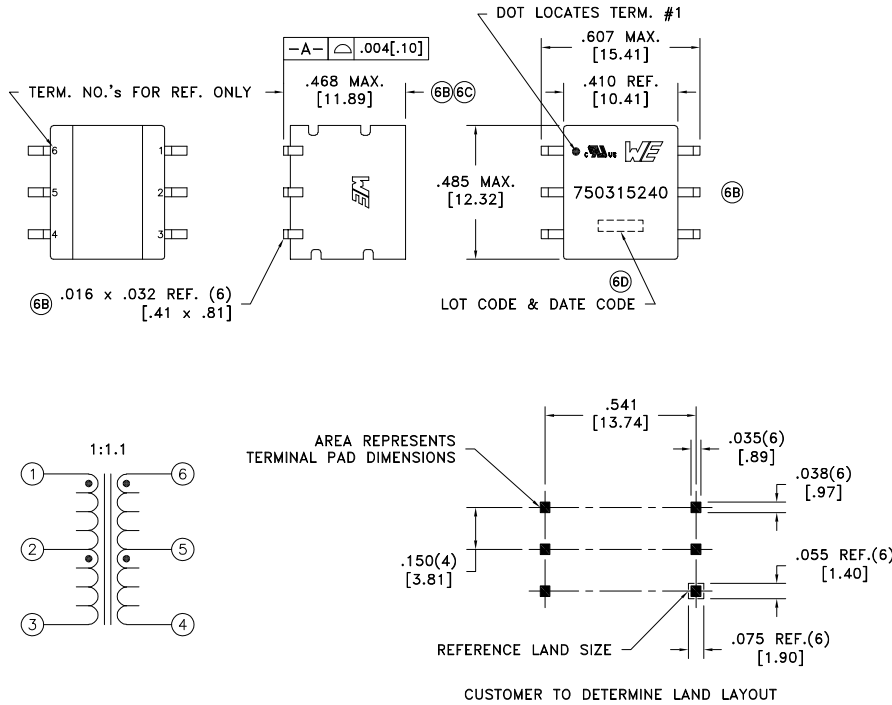 DOT LOCATES TERM. #1
-A- .004[.10]
.607 MAX.
[15.41]
TERM. NO.'s FOR REF. ONLY
.468 MAX.
[11.89]
6B 6C
.410 REF.
[10.41]
6 1
5 2
4 3
WE
C UL US WE
.485 MAX.
[12.32]
750315240
6B
6B .016 x .032 REF. (6)
[.41 x .81]
6D
LOT CODE & DATE CODE
1:1.1
1 6
2 5
3 4
.541
[13.74]
AREA REPRESENTS
TERMINAL PAD DIMENSIONS
.035(6)
[.89]
.038(6)
[.97]
.150(4)
[3.81]
.055 REF.(6)
[1.40]
REFERENCE LAND SIZE
.075 REF.(6)
[1.90]
CUSTOMER TO DETERMINE LAND LAYOUT